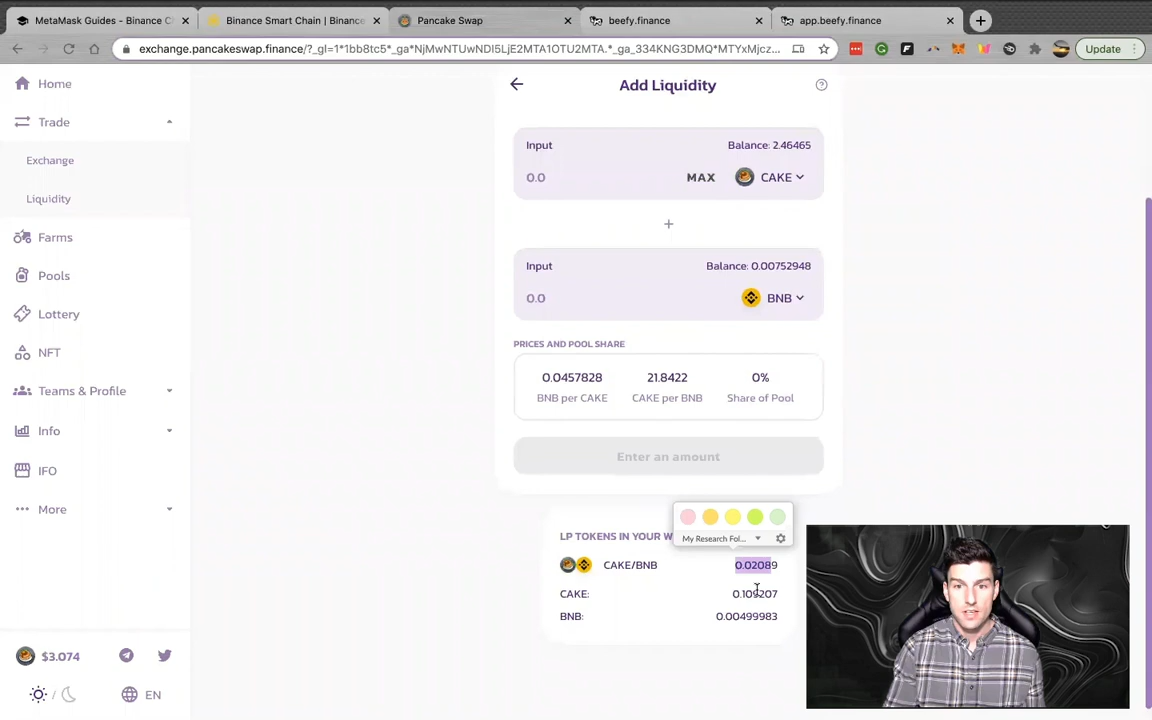 MetaMask Guides - Binance C
Binance Smart Chain | Binance
Pancake Swap
beefy.finance
app.beefy.finance
exchange.pancakeswap.finance/?_gl=1*1bb8tc5*_ga*NjMwNTUwNDI5LjE2MTA1OTU2MTA.*_ga_334KNG3DMQ*MTYxMjcz...
Update
Home
Trade
Exchange
Liquidity
Farms
Pools
Lottery
NFT
Teams & Profile
Info
IFO
More
$3.074
EN
Add Liquidity
Input
Balance: 2.46465
0.0
MAX
CAKE
+
Input
Balance: 0.00752948
0.0
BNB
PRICES AND POOL SHARE
0.0457828
21.8422
0%
BNB per CAKE
CAKE per BNB
Share of Pool
Enter an amount
My Research Fol...
LP TOKENS IN YOUR W
CAKE/BNB
0.02089
CAKE:
0.109207
BNB:
0.00499983